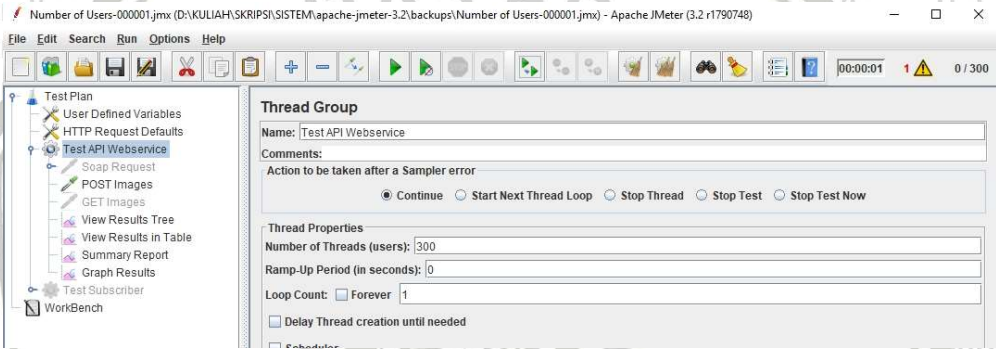 Number of Users-000001.jmx (D:\KULIAH\SKRIPSI\SISTEM\apache-jmeter-3.2\backups\Number of Users-000001.jmx) - Apache JMeter (3.2 r1790748)
File Edit Search Run Options Help
00:00:01 1 0 / 300
Test Plan
User Defined Variables
HTTP Request Defaults
Test API Webservice
Soap Request
POST Images
GET Images
View Results Tree
View Results in Table
Summary Report
Graph Results
Test Subscriber
WorkBench
Thread Group
Name: Test API Webservice
Comments:
Action to be taken after a Sampler error
Continue Start Next Thread Loop Stop Thread Stop Test Stop Test Now
Thread Properties
Number of Threads (users): 300
Ramp-Up Period (in seconds): 0
Loop Count: Forever 1
Delay Thread creation until needed
Scheduler